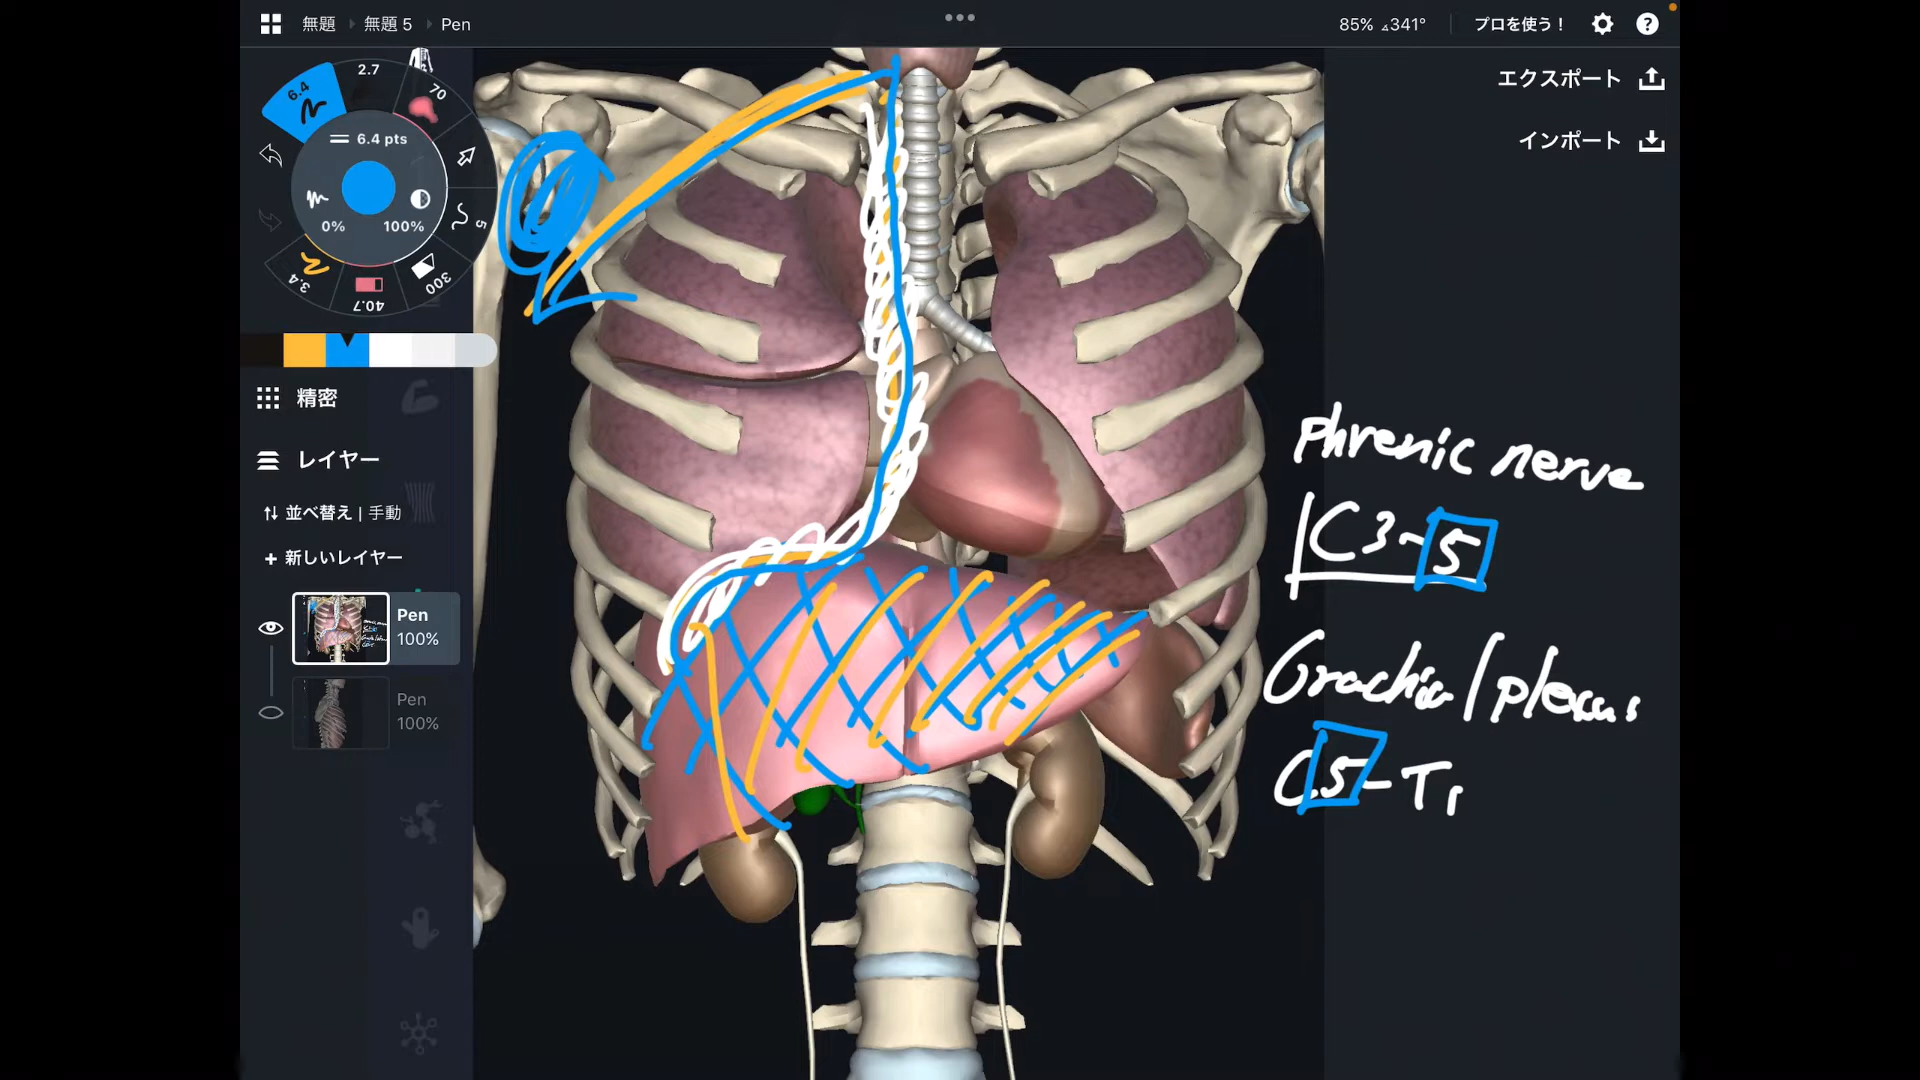 無題 無題 5 Pen
85% ⊿341° プロを使う！
エクスポート
インポート
2.7
6.4
70
6.4 pts
0% 100%
5
3.4
40.7
300
精密
レイヤー
並べ替え | 手動
+ 新しいレイヤー
Pen
100%
Pen
100%
Phrenic nerve
C3~5
plexus
C5-T1